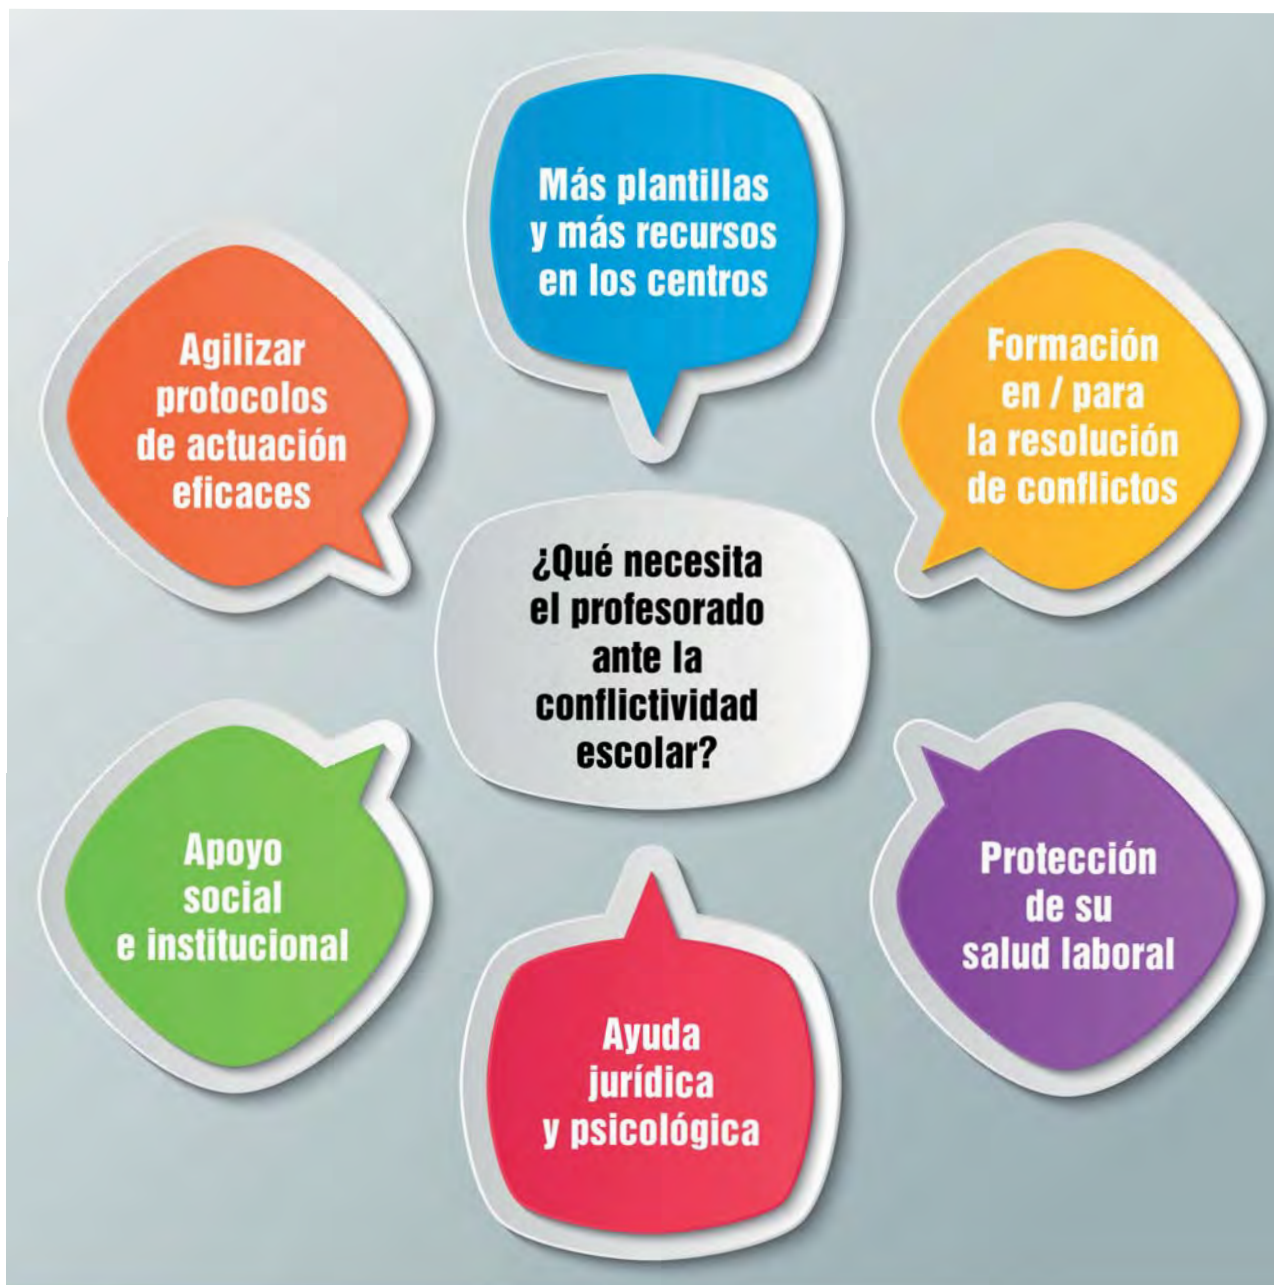 Más plantillas
y más recursos
en los centros
Agilizar
protocolos
de actuación
eficaces
Formación
en / para
la resolución
de conflictos
¿Qué necesita
el profesorado
ante la
conflictividad
escolar?
Apoyo
social
e institucional
Protección
de su
salud laboral
Ayuda
jurídica
y psicológica